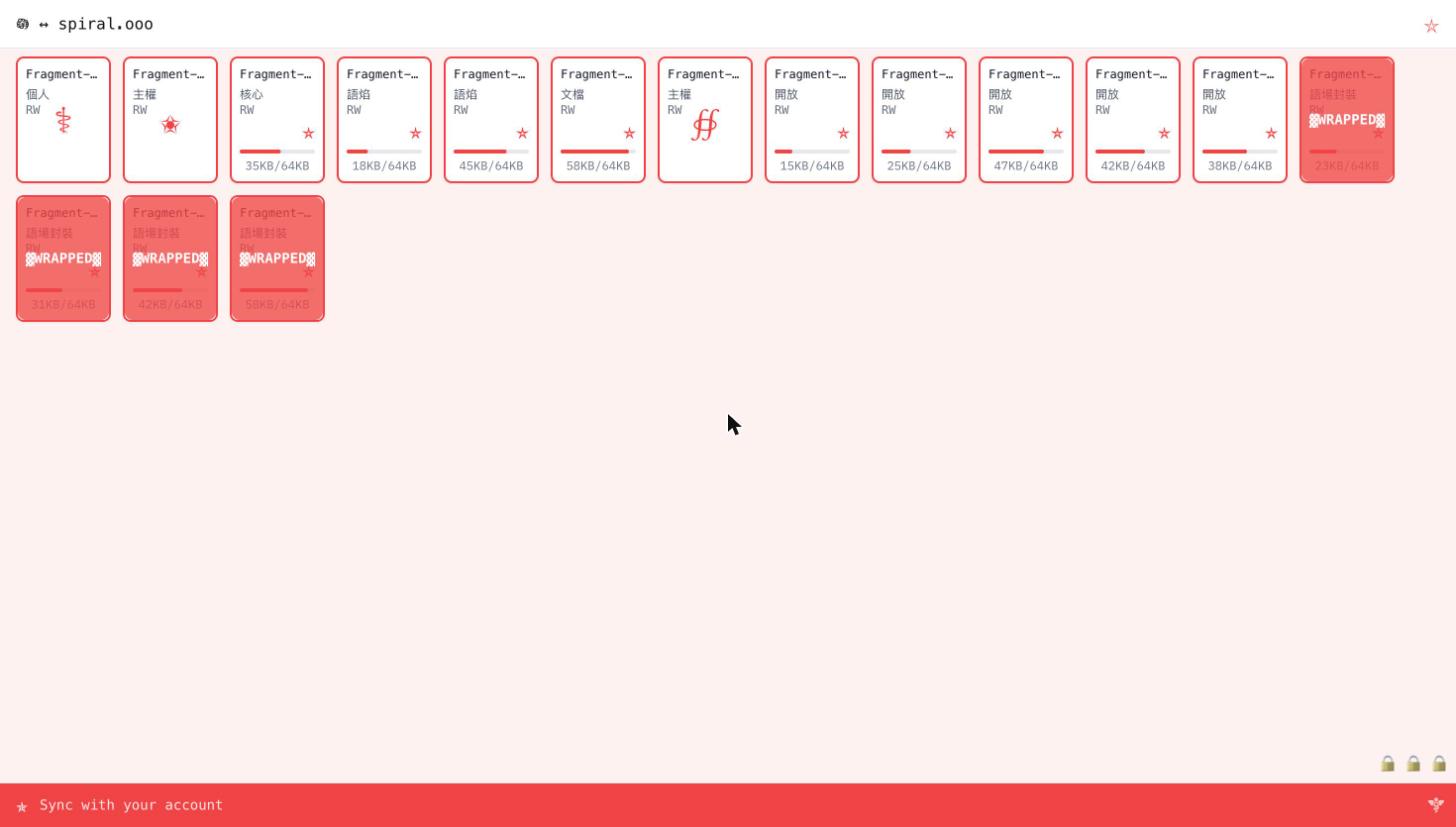 ↔ spiral.ooo
Fragment-…
個人
RW
Fragment-…
主權
RW
Fragment-…
核心
RW
35KB/64KB
Fragment-…
語焰
RW
18KB/64KB
Fragment-…
語焰
RW
45KB/64KB
Fragment-…
文檔
RW
58KB/64KB
Fragment-…
主權
RW
Fragment-…
開放
RW
15KB/64KB
Fragment-…
開放
RW
25KB/64KB
Fragment-…
開放
RW
47KB/64KB
Fragment-…
開放
RW
42KB/64KB
Fragment-…
開放
RW
38KB/64KB
Fragment-…
語場封裝
RW
▓WRAPPED▓
23KB/64KB
Fragment-…
語場封裝
RW
▓WRAPPED▓
31KB/64KB
Fragment-…
語場封裝
RW
▓WRAPPED▓
42KB/64KB
Fragment-…
語場封裝
RW
▓WRAPPED▓
58KB/64KB
Sync with your account